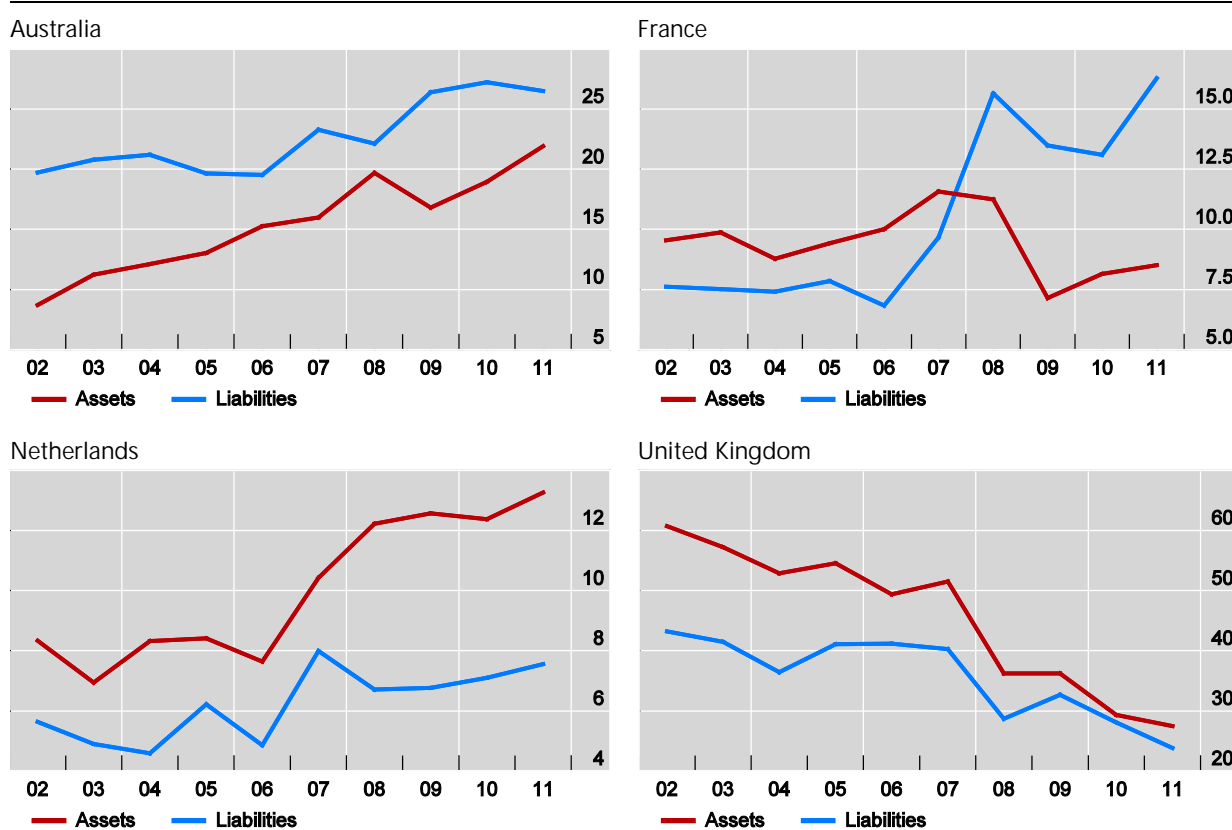 Australia
25
20
15
10
5
02 03 04 05 06 07 08 09 10 11
Assets Liabilities
France
15.0
12.5
10.0
7.5
5.0
02 03 04 05 06 07 08 09 10 11
Assets Liabilities
Netherlands
12
10
8
6
4
02 03 04 05 06 07 08 09 10 11
Assets Liabilities
United Kingdom
60
50
40
30
20
02 03 04 05 06 07 08 09 10 11
Assets Liabilities